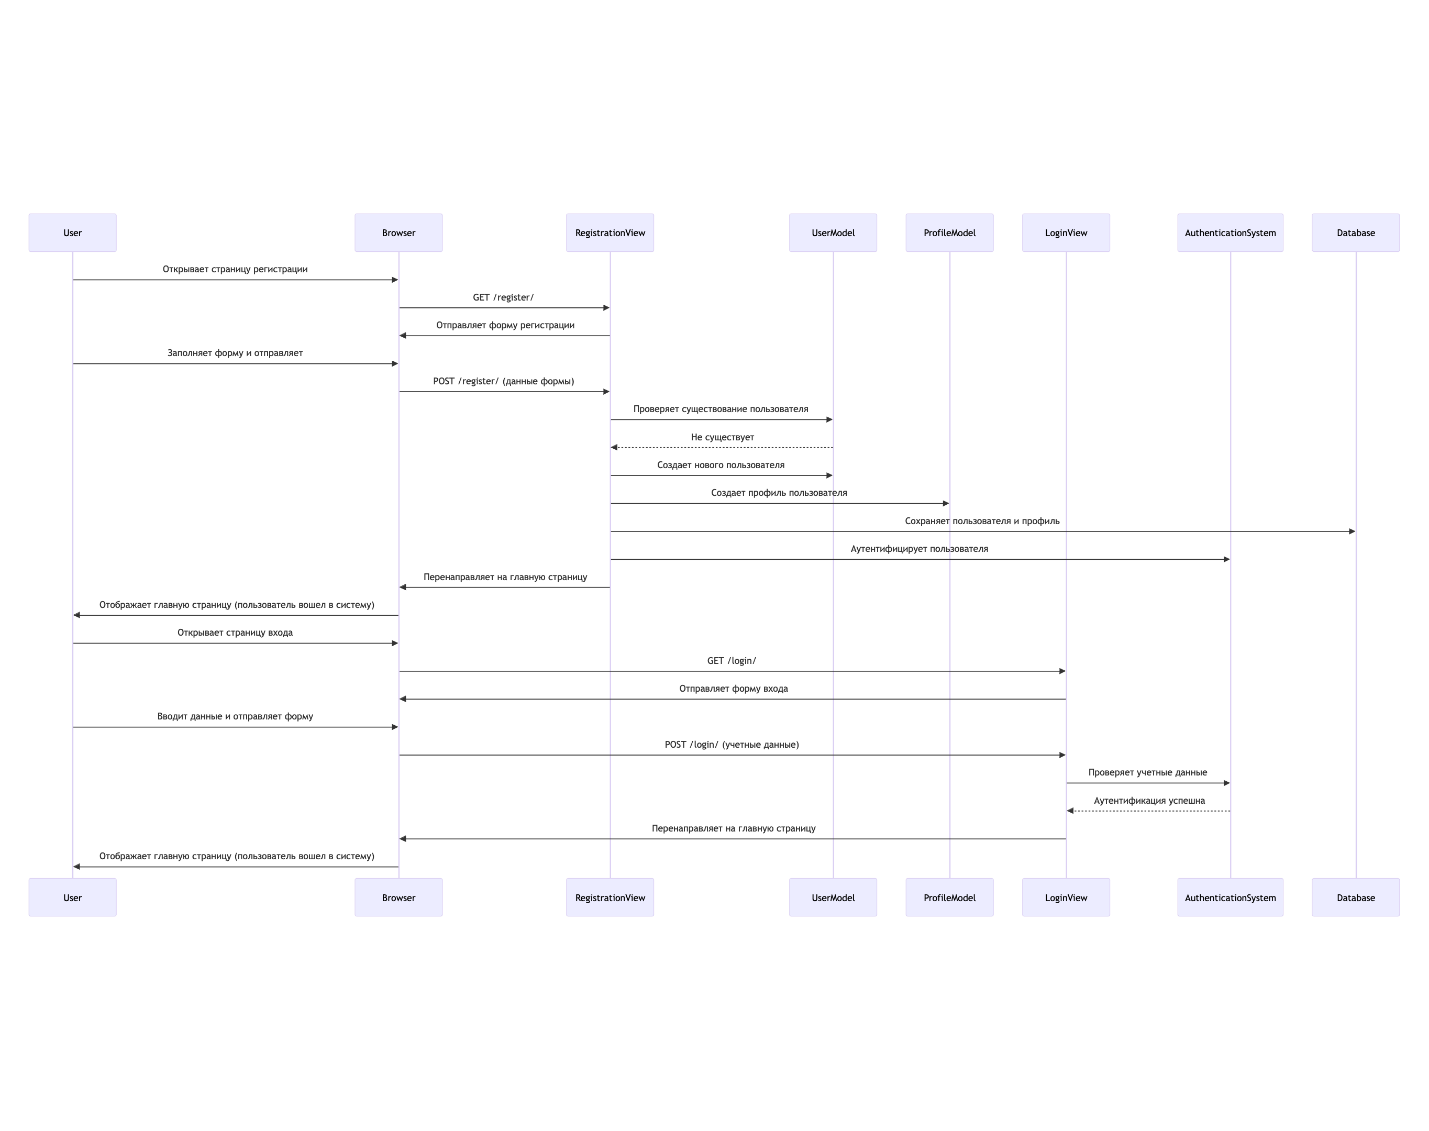 User
Browser
RegistrationView
UserModel
ProfileModel
LoginView
AuthenticationSystem
Database
Открывает страницу регистрации
GET /register/
Отправляет форму регистрации
Заполняет форму и отправляет
POST /register/ (данные формы)
Проверяет существование пользователя
Не существует
Создает нового пользователя
Создает профиль пользователя
Сохраняет пользователя и профиль
Аутентифицирует пользователя
Перенаправляет на главную страницу
Отображает главную страницу (пользователь вошел в систему)
Открывает страницу входа
GET /login/
Отправляет форму входа
Вводит данные и отправляет форму
POST /login/ (учетные данные)
Проверяет учетные данные
Аутентификация успешна
Перенаправляет на главную страницу
Отображает главную страницу (пользователь вошел в систему)
User
Browser
RegistrationView
UserModel
ProfileModel
LoginView
AuthenticationSystem
Database